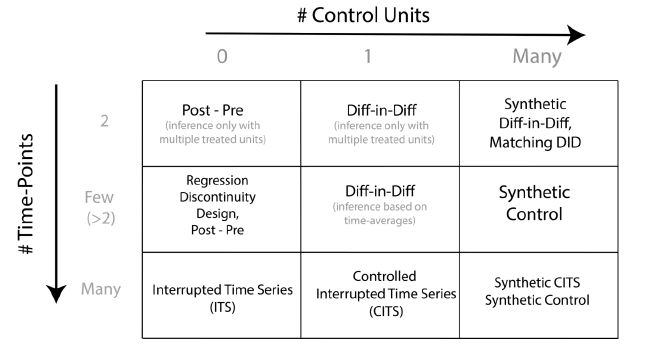 # Control Units
0
1
Many
# Time-Points
2
Post - Pre
(inference only with
multiple treated units)
Diff-in-Diff
(inference only with
multiple treated units)
Synthetic
Diff-in-Diff,
Matching DID
Few
(>2)
Regression
Discontinuity
Design,
Post - Pre
Diff-in-Diff
(inference based on
time-averages)
Synthetic
Control
Many
Interrupted Time Series
(ITS)
Controlled
Interrupted Time Series
(CITS)
Synthetic CITS
Synthetic Control